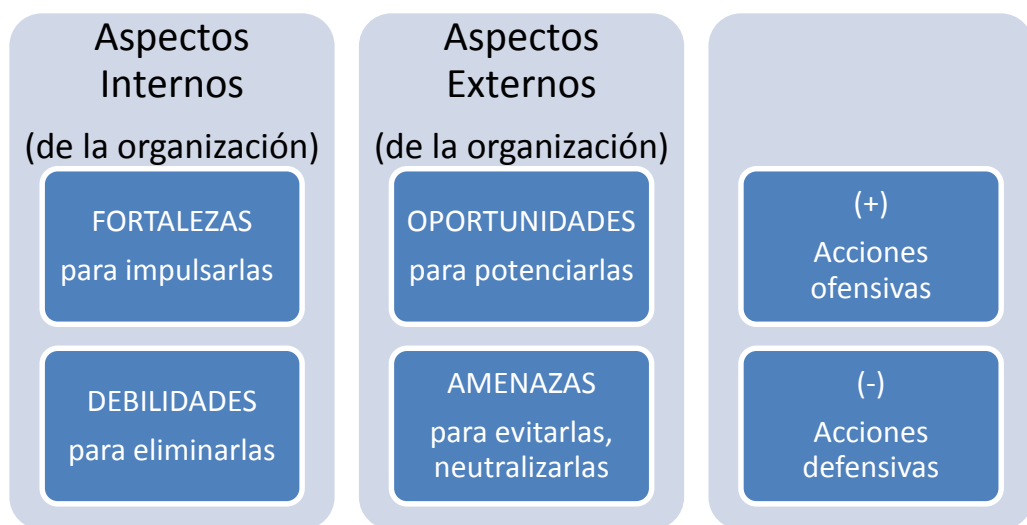 Aspectos
Internos
(de la organización)
FORTALEZAS
para impulsarlas
DEBILIDADES
para eliminarlas
Aspectos
Externos
(de la organización)
OPORTUNIDADES
para potenciarlas
AMENAZAS
para evitarlas,
neutralizarlas
(+)
Acciones
ofensivas
(-)
Acciones
defensivas